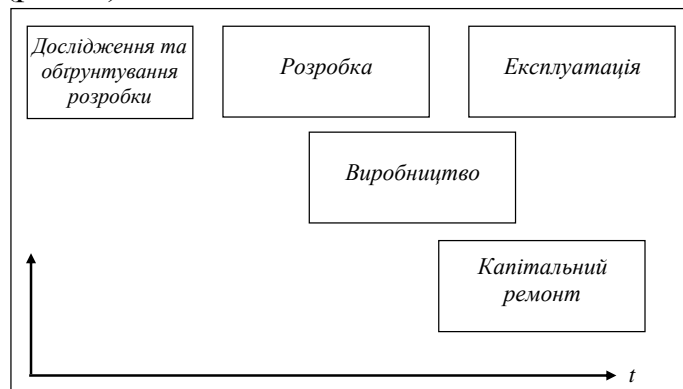 Дослідження та
обґрунтування
розробки
Розробка
Експлуатація
Виробництво
Капітальний
ремонт
t